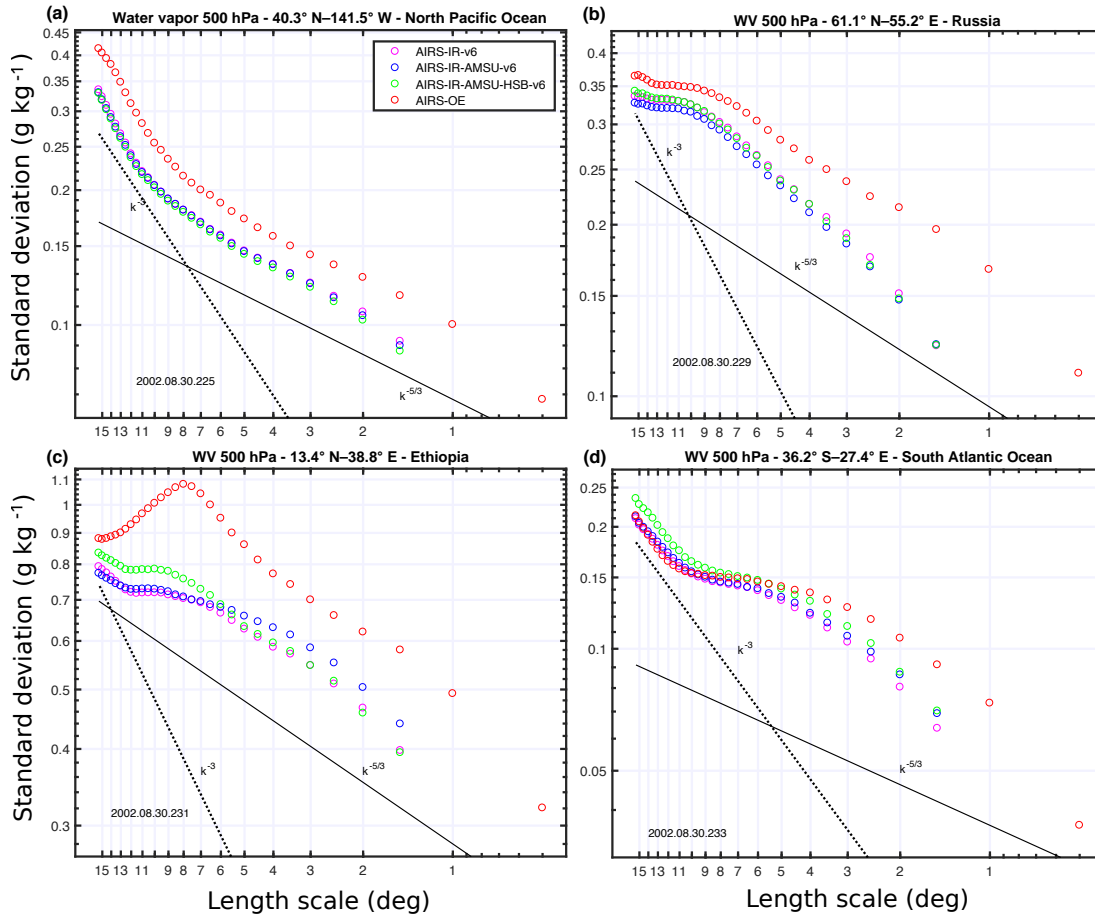 (a)
Water vapor 500 hPa - 40.3° N–141.5° W - North Pacific Ocean
Standard deviation (g kg-1)
0.45
0.4
0.35
0.3
0.25
0.2
0.15
0.1
AIRS-IR-v6
AIRS-IR-AMSU-v6
AIRS-IR-AMSU-HSB-v6
AIRS-OE
k-3
k-5/3
2002.08.30.225
15 13 11 9 8 7 6 5 4 3 2 1
(b)
WV 500 hPa - 61.1° N–55.2° E - Russia
0.4
0.35
0.3
0.25
0.2
0.15
0.1
k-3
k-5/3
2002.08.30.229
15 13 11 9 8 7 6 5 4 3 2 1
(c)
WV 500 hPa - 13.4° N–38.8° E - Ethiopia
Standard deviation (g kg-1)
1.1
1
0.9
0.8
0.7
0.6
0.5
0.4
0.3
k-3
k-5/3
2002.08.30.231
15 13 11 9 8 7 6 5 4 3 2 1
Length scale (deg)
(d)
WV 500 hPa - 36.2° S–27.4° E - South Atlantic Ocean
0.25
0.2
0.15
0.1
0.05
k-3
k-5/3
2002.08.30.233
15 13 11 9 8 7 6 5 4 3 2 1
Length scale (deg)